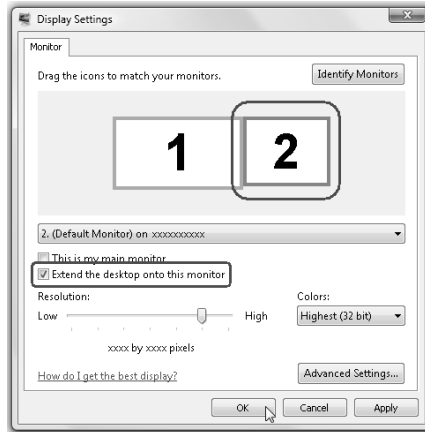 Display Settings
Monitor
Drag the icons to match your monitors.
Identify Monitors
1
2
2. (Default Monitor) on xxxxxxxxxx
This is my main monitor
Extend the desktop onto this monitor
Resolution:
Colors:
Low
High
Highest (32 bit)
xxxx by xxxx pixels
How do I get the best display?
Advanced Settings...
OK
Cancel
Apply